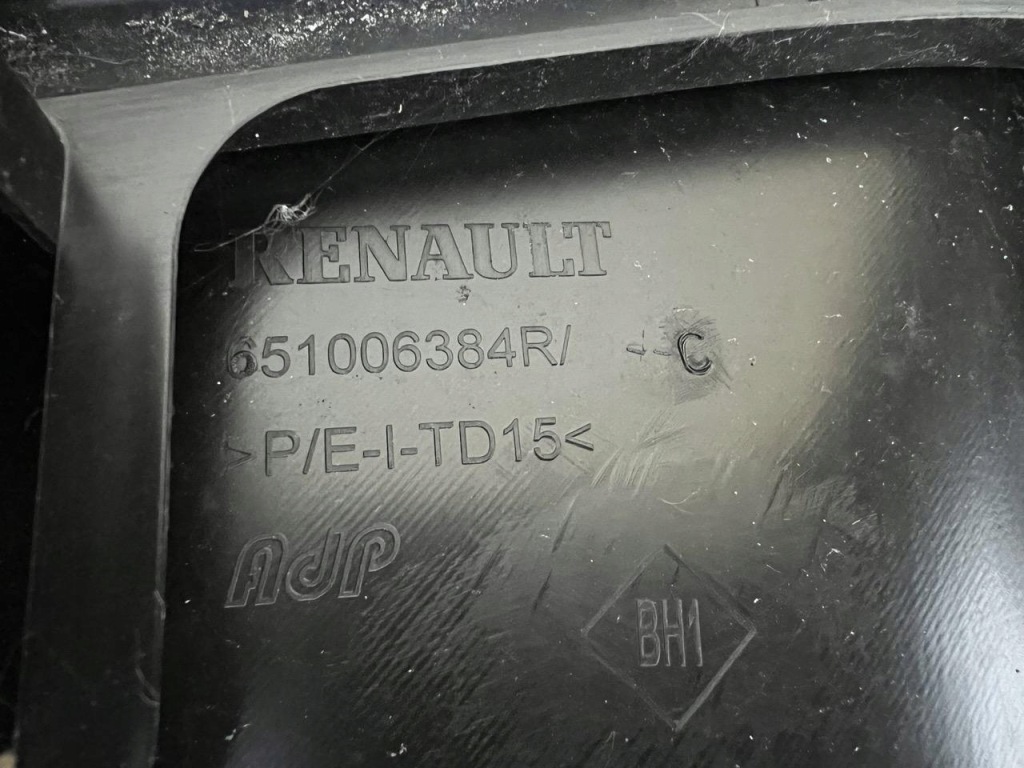 RENAULT
651006384R/ --C
>P/E-I-TD15<
AdP
BH1